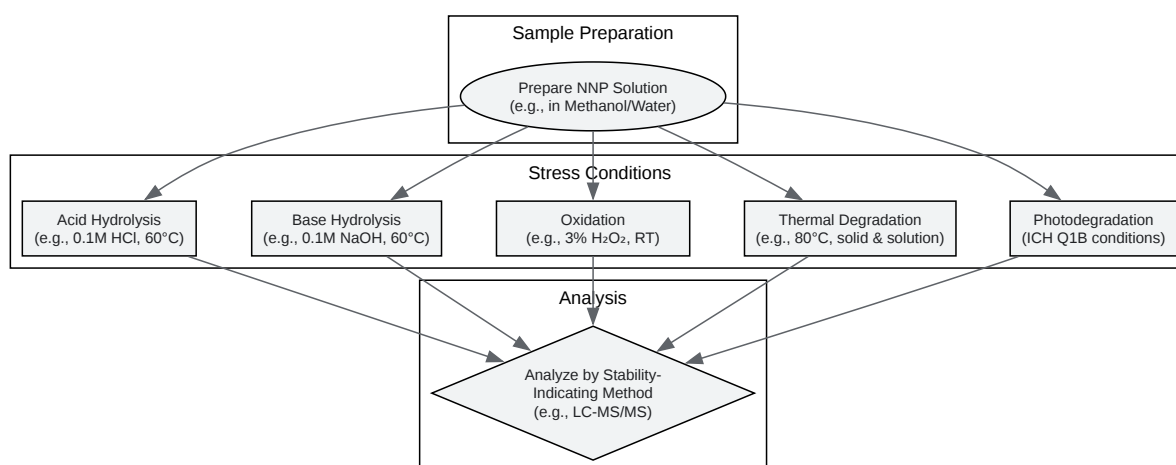 Sample Preparation
Prepare NNP Solution
(e.g., in Methanol/Water)
Stress Conditions
Acid Hydrolysis
(e.g., 0.1M HCl, 60°C)
Base Hydrolysis
(e.g., 0.1M NaOH, 60°C)
Oxidation
(e.g., 3% H₂O₂, RT)
Thermal Degradation
(e.g., 80°C, solid & solution)
Photodegradation
(ICH Q1B conditions)
Analysis
Analyze by Stability-
Indicating Method
(e.g., LC-MS/MS)